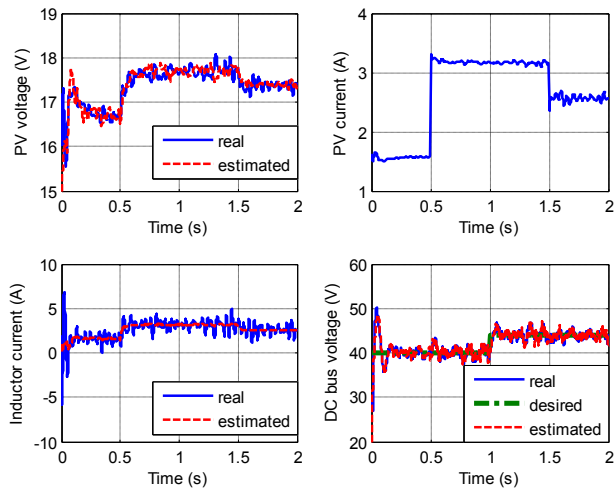 PV voltage (V)
19
18
17
16
15
0
0.5
1
1.5
2
Time (s)
real
estimated
PV current (A)
4
3
2
1
0
0.5
1
1.5
2
Time (s)
Inductor current (A)
10
5
0
-5
-10
0
0.5
1
1.5
2
Time (s)
real
estimated
DC bus voltage (V)
60
50
40
30
20
0
0.5
1
1.5
2
Time (s)
real
desired
estimated